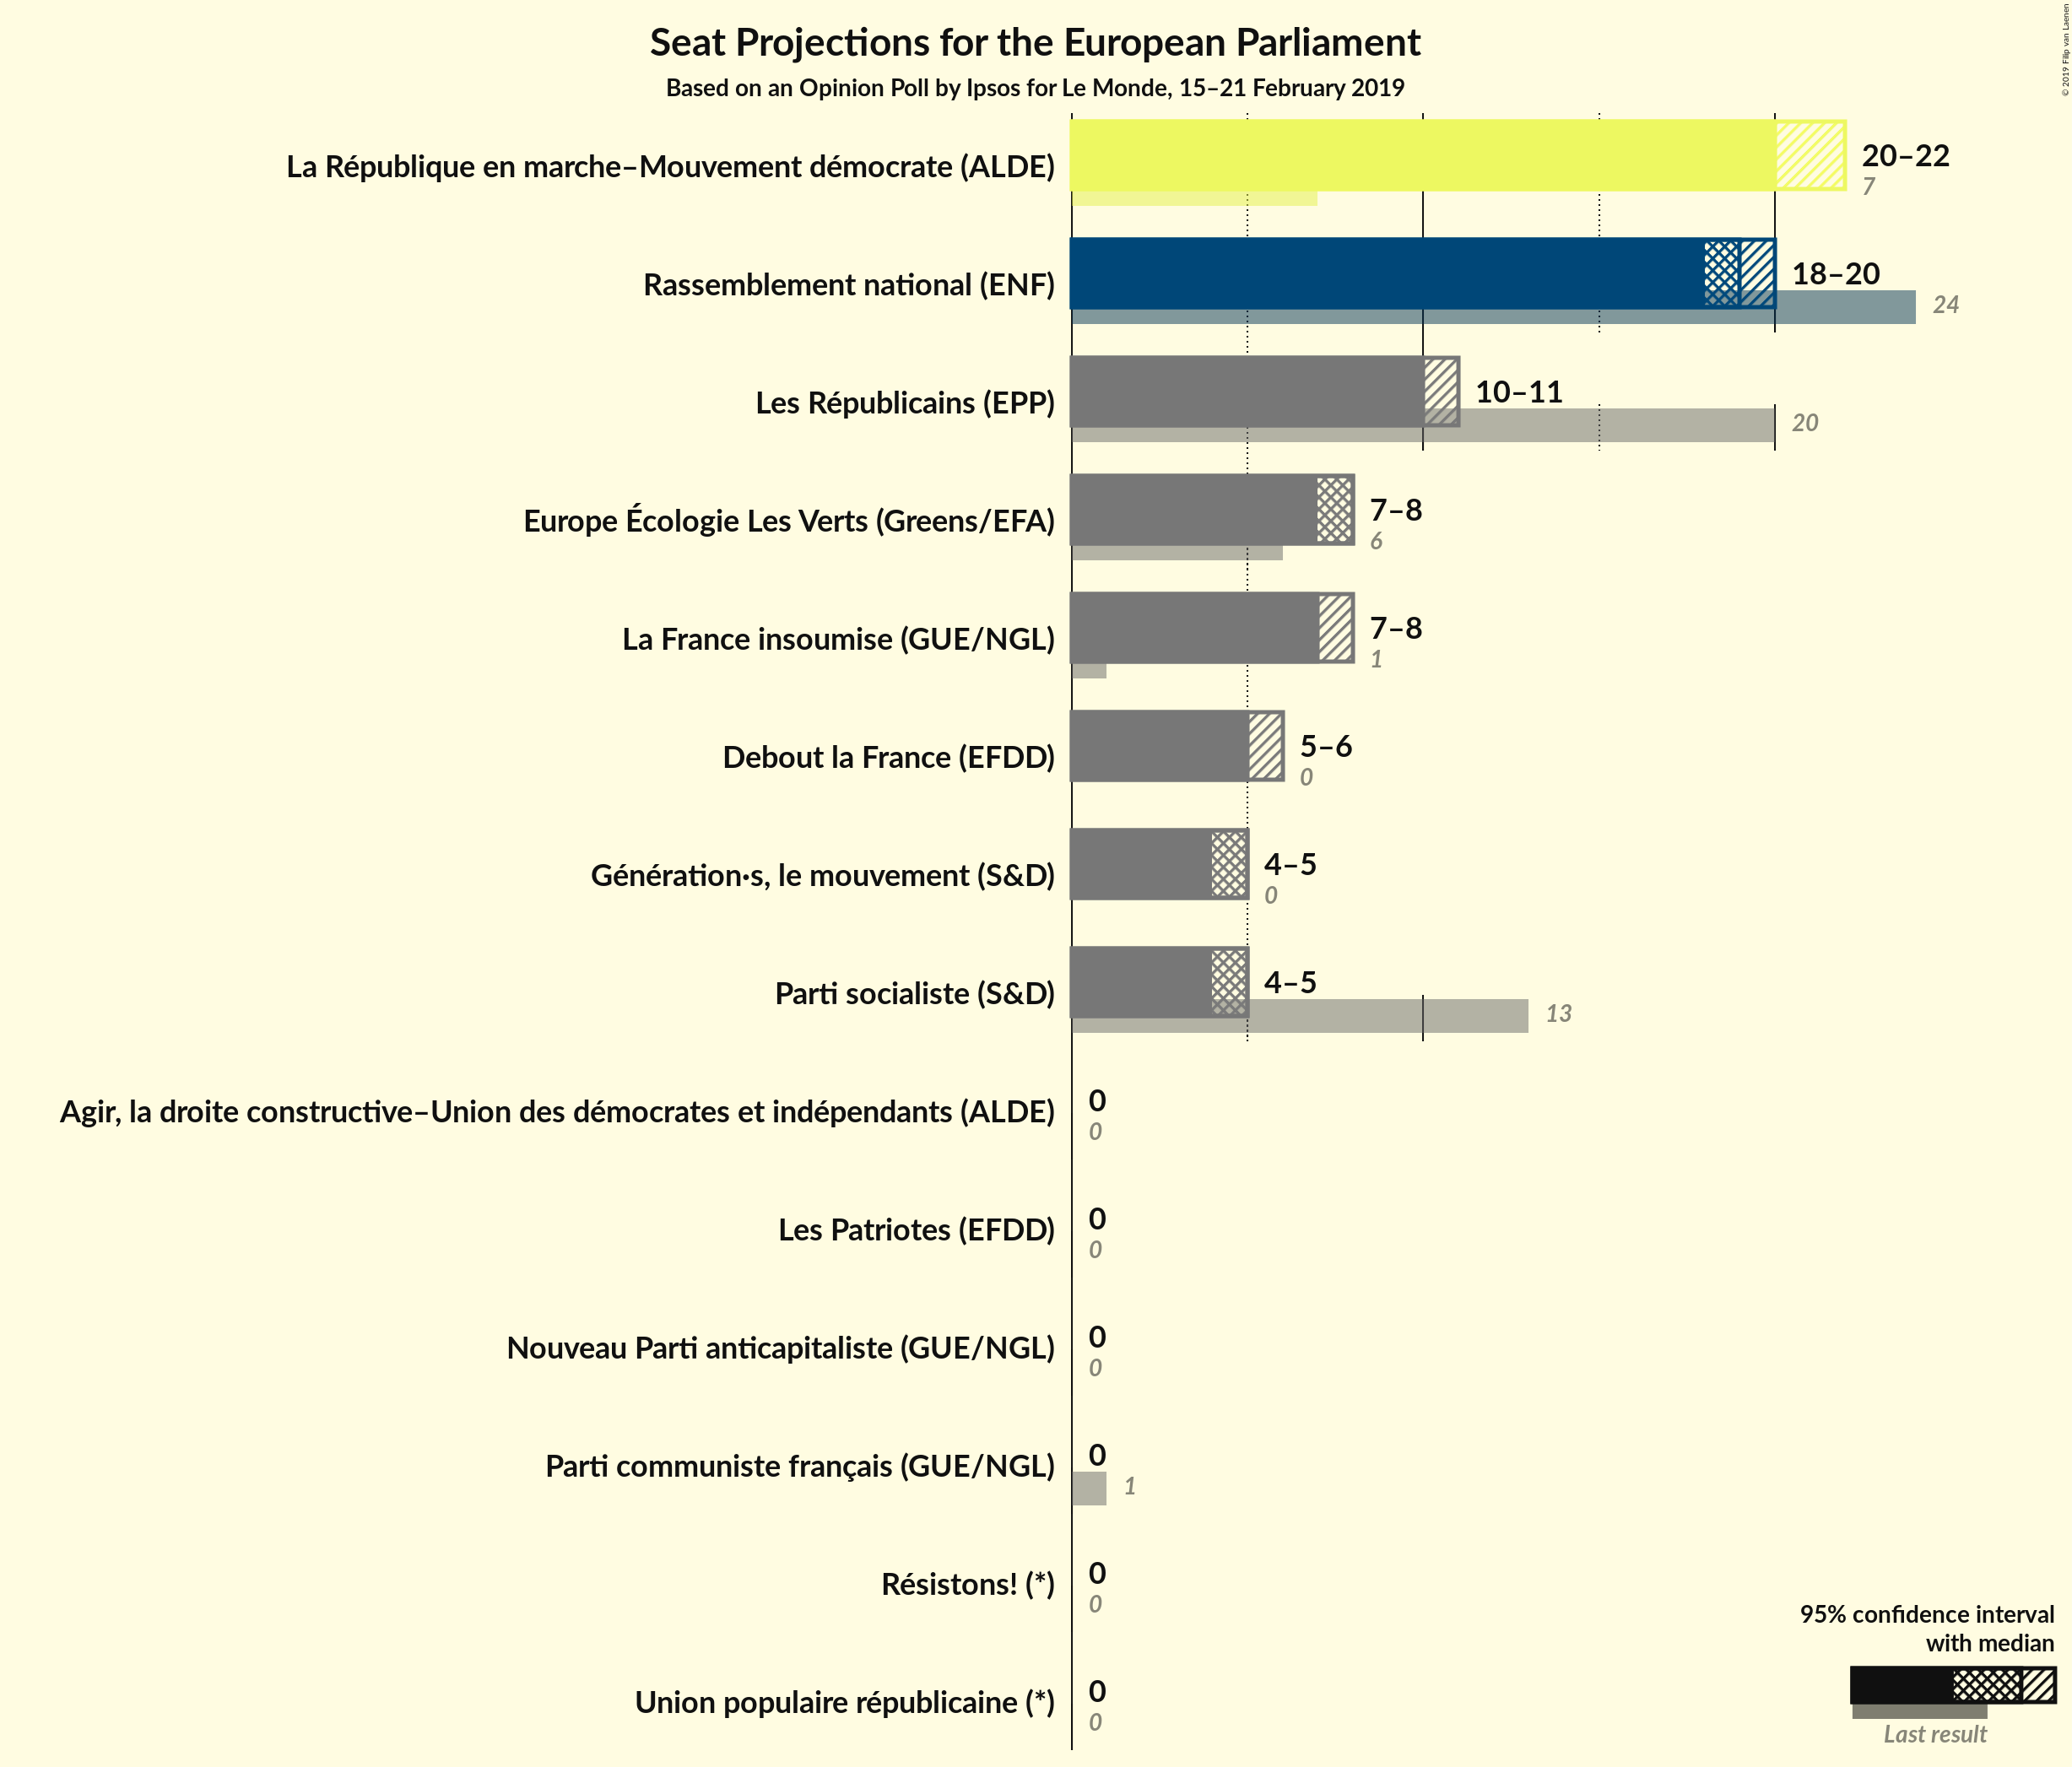 Seat Projections for the European Parliament
Based on an Opinion Poll by Ipsos for Le Monde, 15–21 February 2019
© 2019 Filip van Laenen
La République en marche–Mouvement démocrate (ALDE)
20–22
7
Rassemblement national (ENF)
18–20
24
Les Républicains (EPP)
10–11
20
Europe Écologie Les Verts (Greens/EFA)
7–8
6
La France insoumise (GUE/NGL)
7–8
1
Debout la France (EFDD)
5–6
0
Génération·s, le mouvement (S&D)
4–5
0
Parti socialiste (S&D)
4–5
13
Agir, la droite constructive–Union des démocrates et indépendants (ALDE)
0
0
Les Patriotes (EFDD)
0
0
Nouveau Parti anticapitaliste (GUE/NGL)
0
0
Parti communiste français (GUE/NGL)
0
1
Résistons! (*)
0
0
Union populaire républicaine (*)
0
0
95% confidence interval
with median
Last result